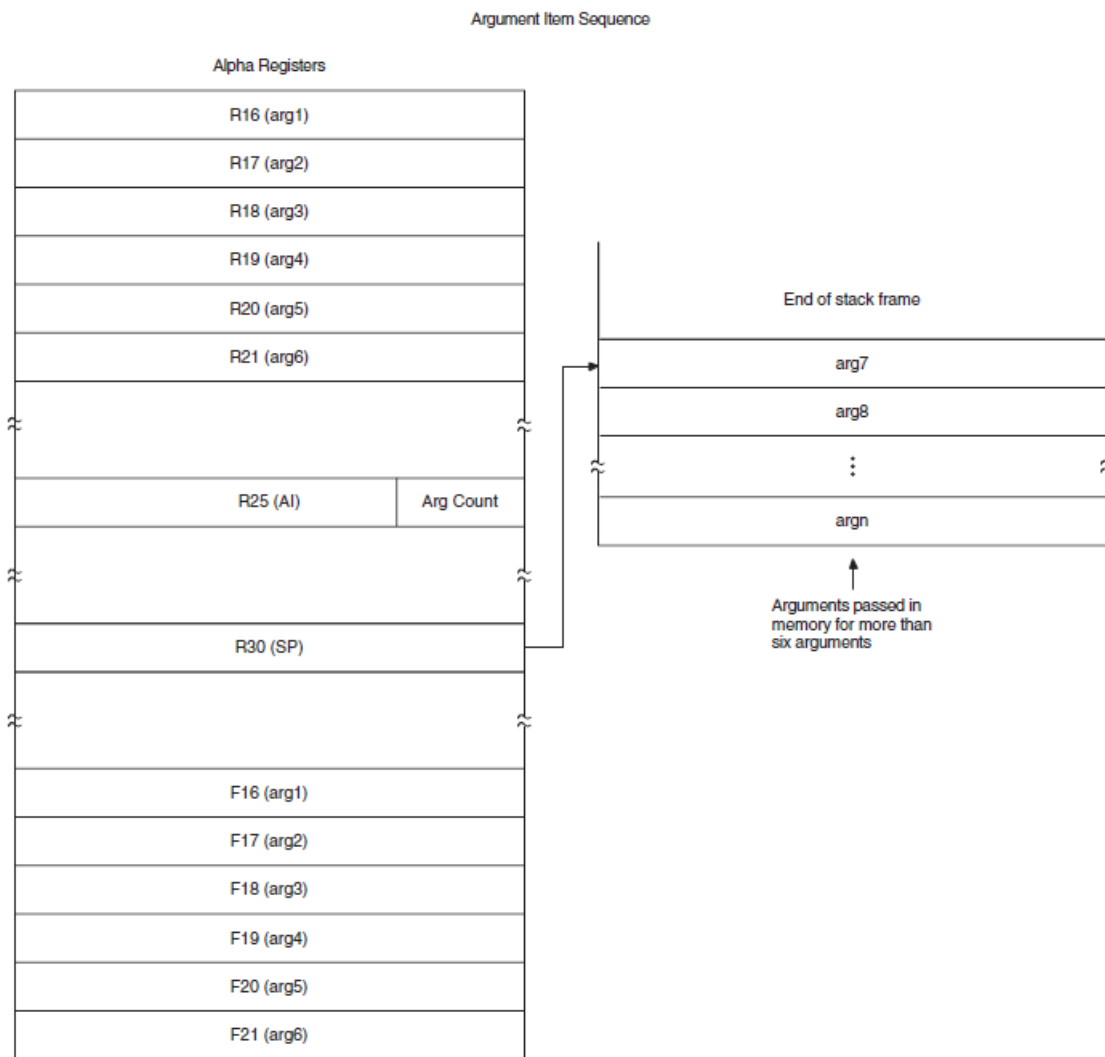 Argument Item Sequence
Alpha Registers
R16 (arg1)
R17 (arg2)
R18 (arg3)
R19 (arg4)
R20 (arg5)
R21 (arg6)
R25 (AI)
Arg Count
R30 (SP)
F16 (arg1)
F17 (arg2)
F18 (arg3)
F19 (arg4)
F20 (arg5)
F21 (arg6)
End of stack frame
arg7
arg8
argn
Arguments passed in
memory for more than
six arguments